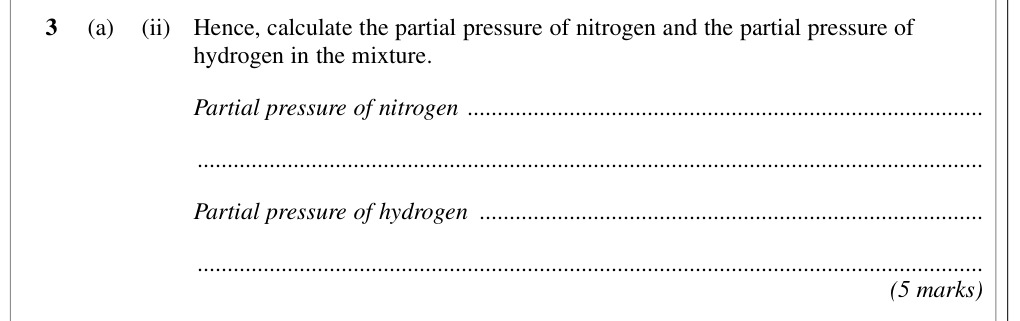 3 (a) (ii) Hence, calculate the partial pressure of nitrogen and the partial pressure of
hydrogen in the mixture.
Partial pressure of nitrogen ......................................................................................
...................................................................................................................................
Partial pressure of hydrogen ....................................................................................
...................................................................................................................................
(5 marks)